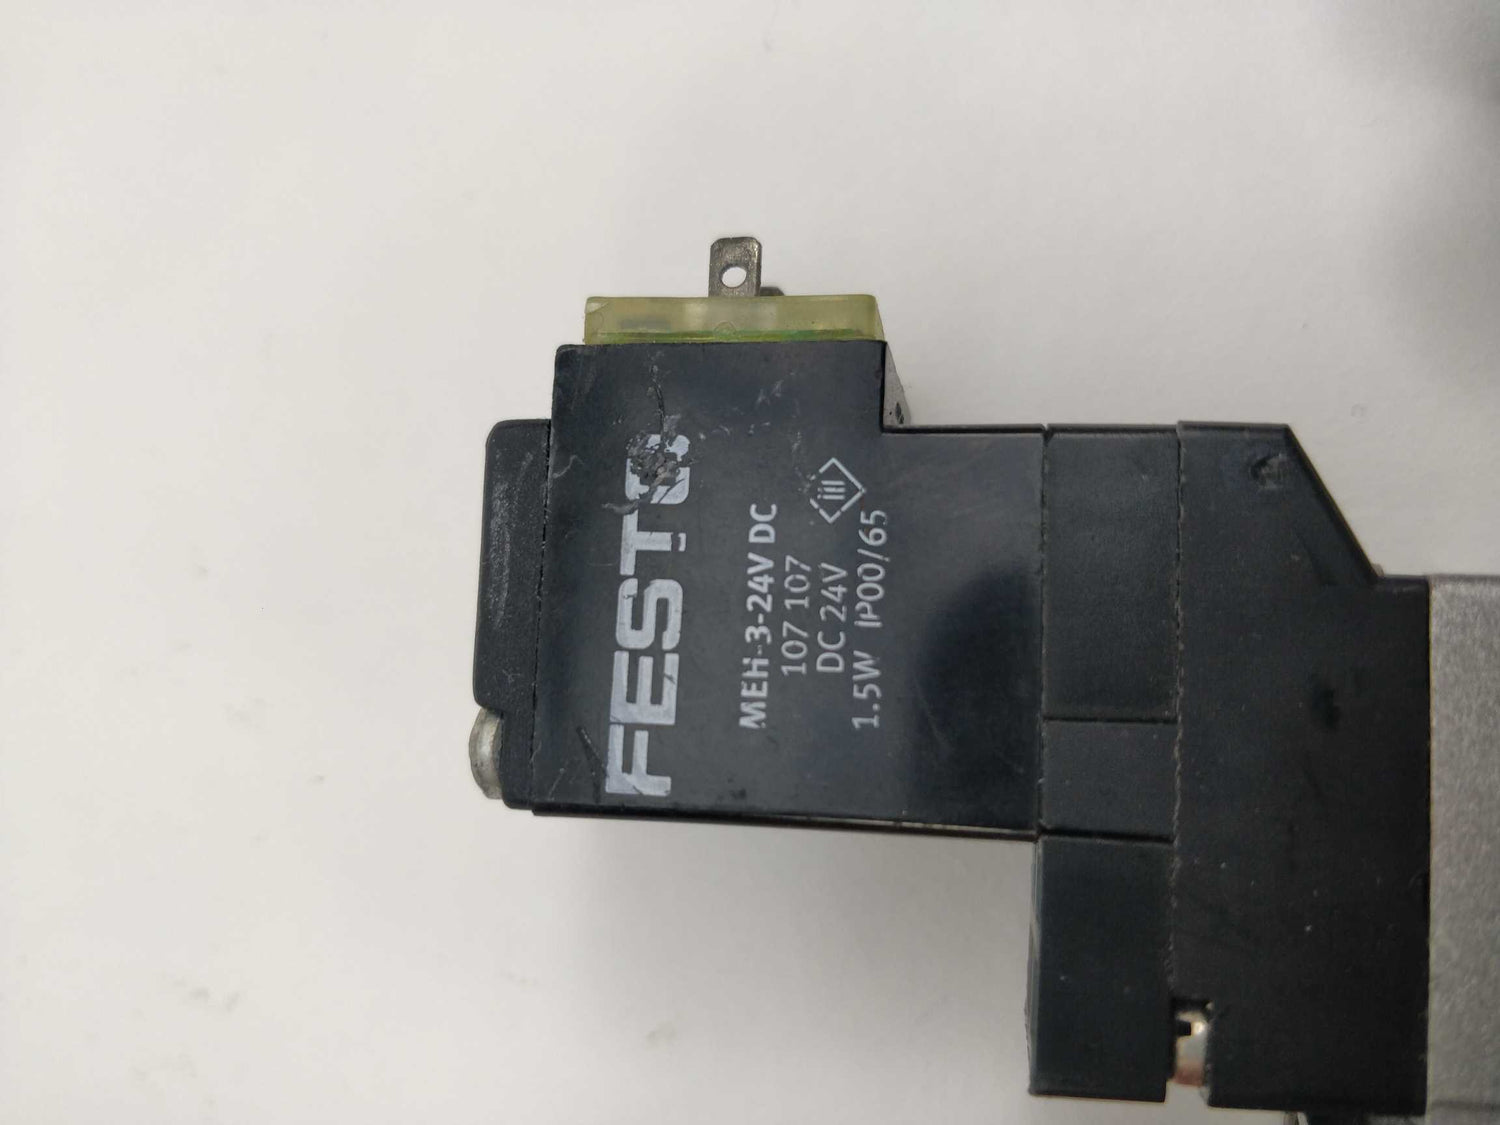 FESTO
MEH-3-24V DC
107 107
DC 24V
1.5W IP00/65